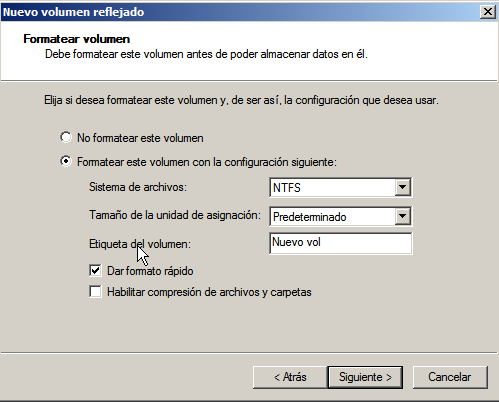 Nuevo volumen reflejado
Formatear volumen
Debe formatear este volumen antes de poder almacenar datos en él.
Elija si desea formatear este volumen y, de ser así, la configuración que desea usar.
No formatear este volumen
Formatear este volumen con la configuración siguiente:
Sistema de archivos: NTFS
Tamaño de la unidad de asignación: Predeterminado
Etiqueta del volumen: Nuevo vol
Dar formato rápido
Habilitar compresión de archivos y carpetas
< Atrás Siguiente > Cancelar